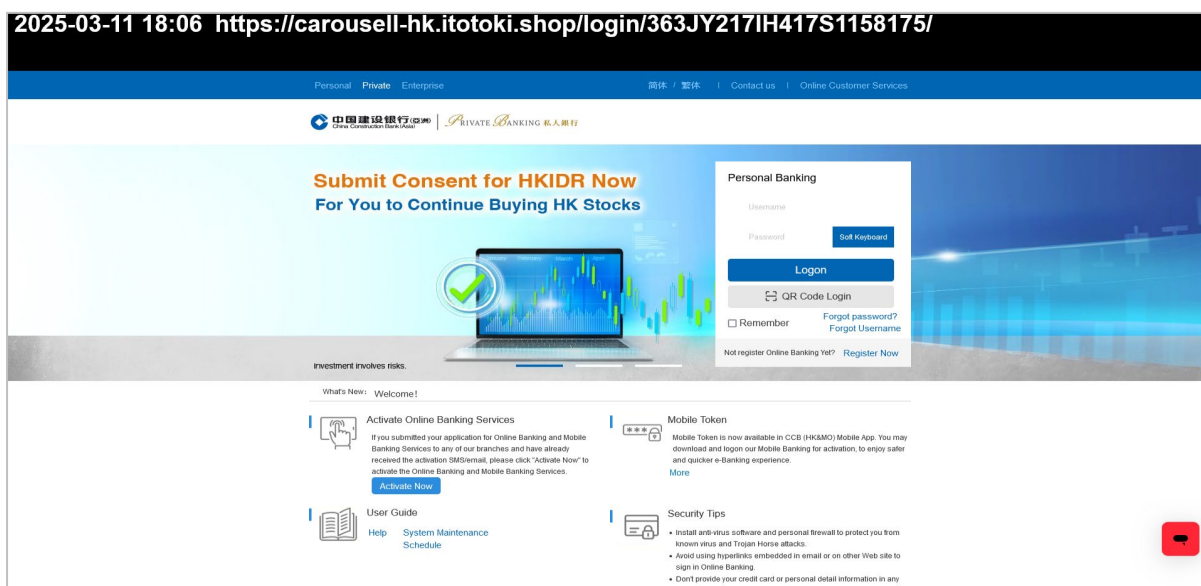 2025-03-11 18:06 https://carousell-hk.itotoki.shop/login/363JY217IH417S1158175/
Personal Private Enterprise
简体 / 繁体 | Contact us | Online Customer Services
中国建设银行(亞洲) PRIVATE BANKING 私人銀行
China Construction Bank (Asia)
Submit Consent for HKIDR Now
For You to Continue Buying HK Stocks
Investment involves risks.
Personal Banking
Username
Password Soft Keyboard
Logon
QR Code Login
Remember Forgot password?
Forgot Username
Not register Online Banking Yet? Register Now
What's New: Welcome!
Activate Online Banking Services
If you submitted your application for Online Banking and Mobile
Banking Services to any of our branches and have already
received the activation SMS/email, please click "Activate Now" to
activate the Online Banking and Mobile Banking Services.
Activate Now
Mobile Token
Mobile Token is now available in CCB (HK&MO) Mobile App. You may
download and logon our Mobile Banking for activation, to enjoy safer
and quicker e-Banking experience.
More
User Guide
Help System Maintenance
Schedule
Security Tips
• Install anti-virus software and personal firewall to protect you from
known virus and Trojan Horse attacks.
• Avoid using hyperlinks embedded in email or on other Web site to
sign in Online Banking.
• Don't provide your credit card or personal detail information in any